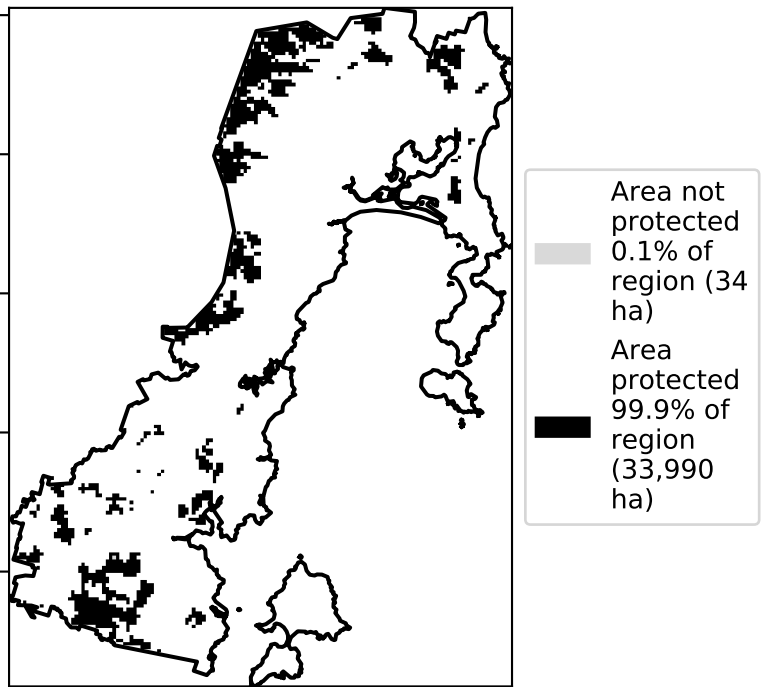 Area not
protected
0.1% of
region (34
ha)
Area
protected
99.9% of
region
(33,990
ha)